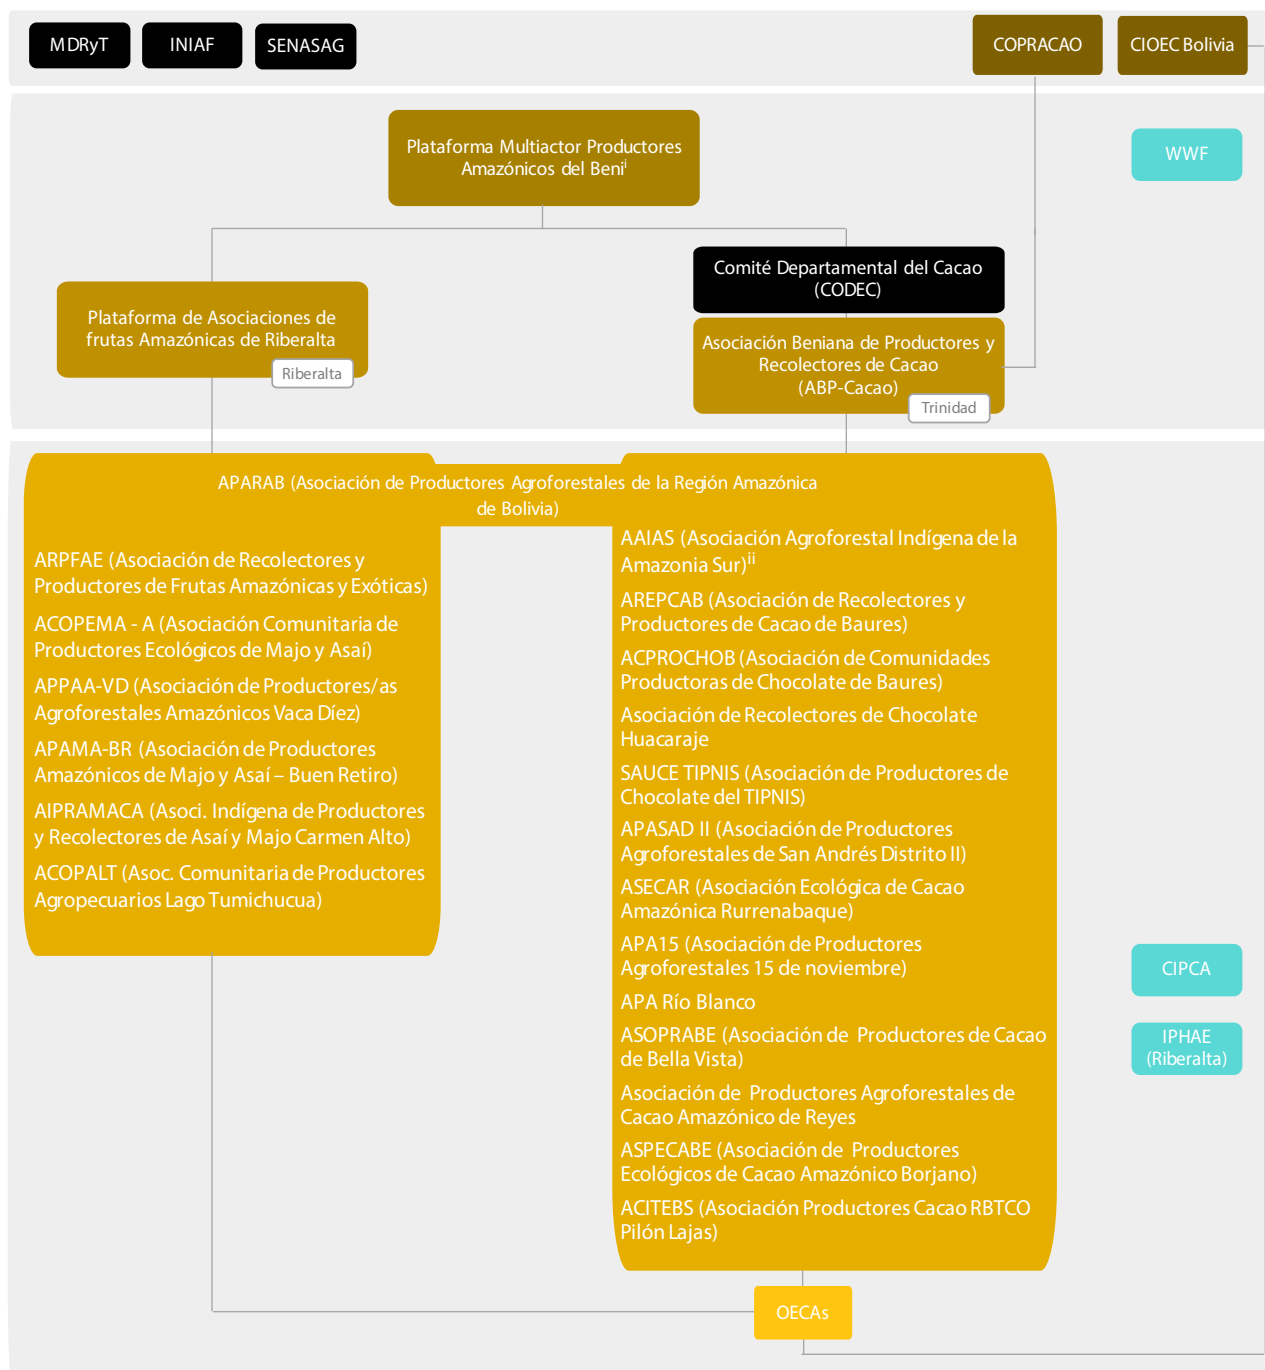 MDRyT
INIAF
SENASAG
COPRACAO
CIOEC Bolivia
Plataforma Multiactor Productores
Amazónicos del Beniⁱ
WWF
Comité Departamental del Cacao
(CODEC)
Plataforma de Asociaciones de
frutas Amazónicas de Riberalta
Riberalta
Asociación Beniana de Productores y
Recolectores de Cacao
(ABP-Cacao)
Trinidad
APARAB (Asociación de Productores Agroforestales de la Región Amazónica
de Bolivia)
ARPFAE (Asociación de Recolectores y
Productores de Frutas Amazónicas y Exóticas)
ACOPEMA - A (Asociación Comunitaria de
Productores Ecológicos de Majo y Asaí)
APPAA-VD (Asociación de Productores/as
Agroforestales Amazónicos Vaca Díez)
APAMA-BR (Asociación de Productores
Amazónicos de Majo y Asaí – Buen Retiro)
AIPRAMACA (Asoci. Indígena de Productores
y Recolectores de Asaí y Majo Carmen Alto)
ACOPALT (Asoc. Comunitaria de Productores
Agropecuarios Lago Tumichucua)
AAIAS (Asociación Agroforestal Indígena de la
Amazonia Sur)ⁱⁱ
AREPCAB (Asociación de Recolectores y
Productores de Cacao de Baures)
ACPROCHOB (Asociación de Comunidades
Productoras de Chocolate de Baures)
Asociación de Recolectores de Chocolate
Huacaraje
SAUCE TIPNIS (Asociación de Productores de
Chocolate del TIPNIS)
APASAD II (Asociación de Productores
Agroforestales de San Andrés Distrito II)
ASECAR (Asociación Ecológica de Cacao
Amazónica Rurrenabaque)
APA15 (Asociación de Productores
Agroforestales 15 de noviembre)
APA Río Blanco
ASOPRABE (Asociación de Productores de Cacao
de Bella Vista)
Asociación de Productores Agroforestales de
Cacao Amazónico de Reyes
ASPECABE (Asociación de Productores
Ecológicos de Cacao Amazónico Borjano)
ACITEBS (Asociación Productores Cacao RBTCO
Pilón Lajas)
CIPCA
IPHAE
(Riberalta)
OECAs